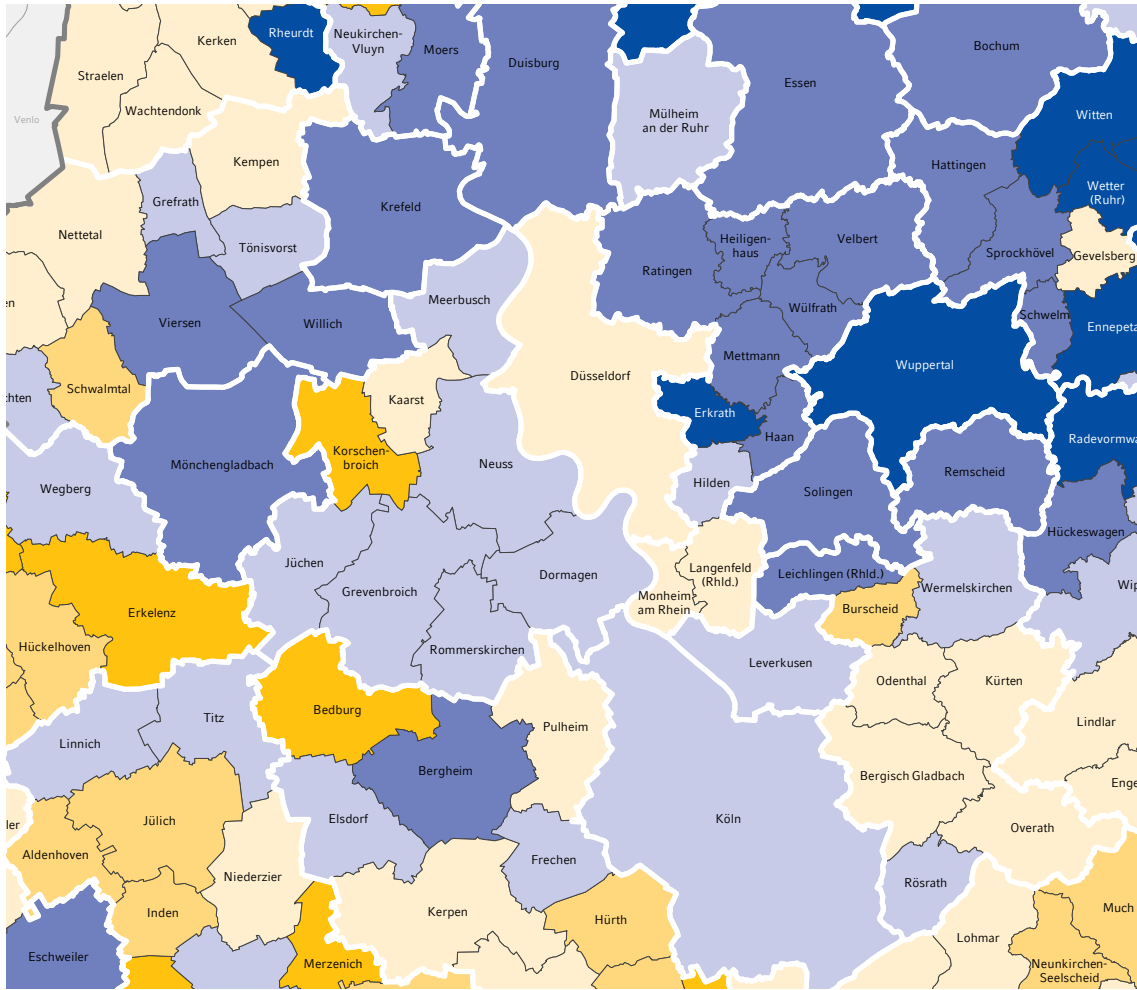 Kerken
Rheurdt
Neukirchen-
Vluyn
Moers
Duisburg
Essen
Bochum
Straelen
Wachtendonk
Venlo
Mülheim
an der Ruhr
Witten
Kempen
Hattingen
Wetter
(Ruhr)
Grefrath
Krefeld
Nettetal
Tönisvorst
Heiligen-
haus
Velbert
Sprockhövel
Gevelsberg
Ratingen
en
Meerbusch
Viersen
Willich
Wülfrath
Schwelm
Ennepeta
Mettmann
Düsseldorf
Wuppertal
Schwalmtal
chten
Kaarst
Erkrath
Haan
Radevormwa
Korschen-
broich
Mönchengladbach
Neuss
Remscheid
Wegberg
Hilden
Solingen
Hückeswagen
Jüchen
Dormagen
Langenfeld
(Rhld.)
Leichlingen (Rhld.)
Wermelskirchen
Wip
Grevenbroich
Monheim
am Rhein
Burscheid
Erkelenz
Hückelhoven
Rommerskirchen
Leverkusen
Odenthal
Kürten
Bedburg
Titz
Pulheim
Lindlar
Linnich
Bergheim
Bergisch Gladbach
Enge
Jülich
Elsdorf
Köln
ler
Overath
Aldenhoven
Frechen
Niederzier
Rösrath
Inden
Kerpen
Hürth
Much
Lohmar
Eschweiler
Merzenich
Neunkirchen-
Seelscheid